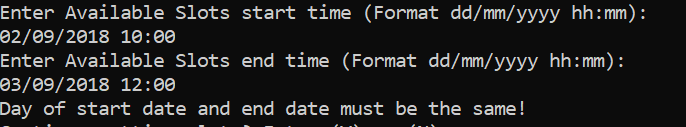 Enter Available Slots start time (Format dd/mm/yyyy hh:mm):
02/09/2018 10:00
Enter Available Slots end time (Format dd/mm/yyyy hh:mm):
03/09/2018 12:00
Day of start date and end date must be the same!